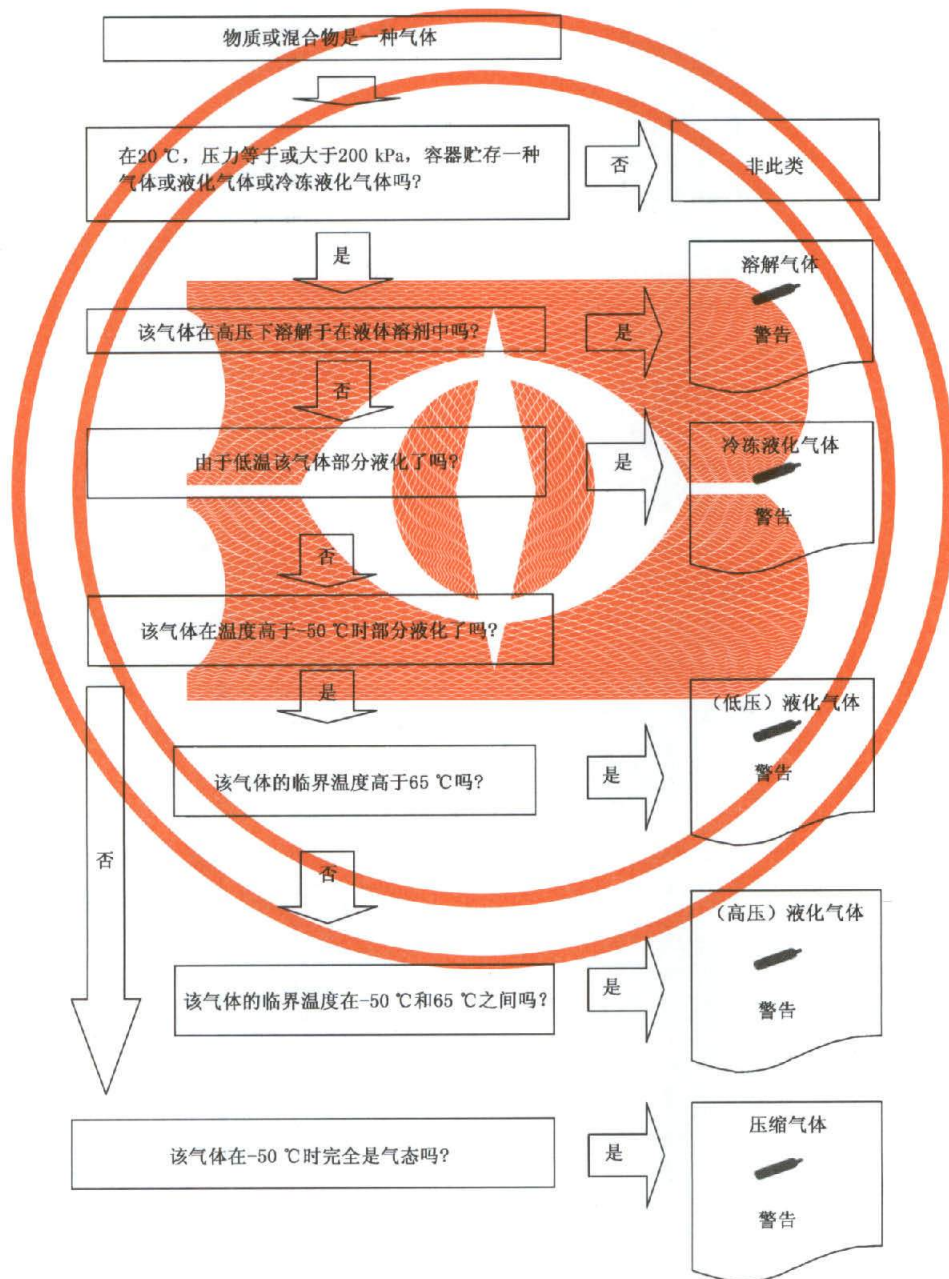 物质或混合物是一种气体
在20 ℃，压力等于或大于200 kPa，容器贮存一种
气体或液化气体或冷冻液化气体吗？
否
非此类
是
溶解气体
警告
该气体在高压下溶解于在液体溶剂中吗？
是
否
冷冻液化气体
警告
由于低温该气体部分液化了吗？
是
否
该气体在温度高于-50 ℃时部分液化了吗？
是
（低压）液化气体
警告
该气体的临界温度高于65 ℃吗？
是
否
否
（高压）液化气体
警告
该气体的临界温度在-50 ℃和65 ℃之间吗？
是
压缩气体
警告
该气体在-50 ℃时完全是气态吗？
是